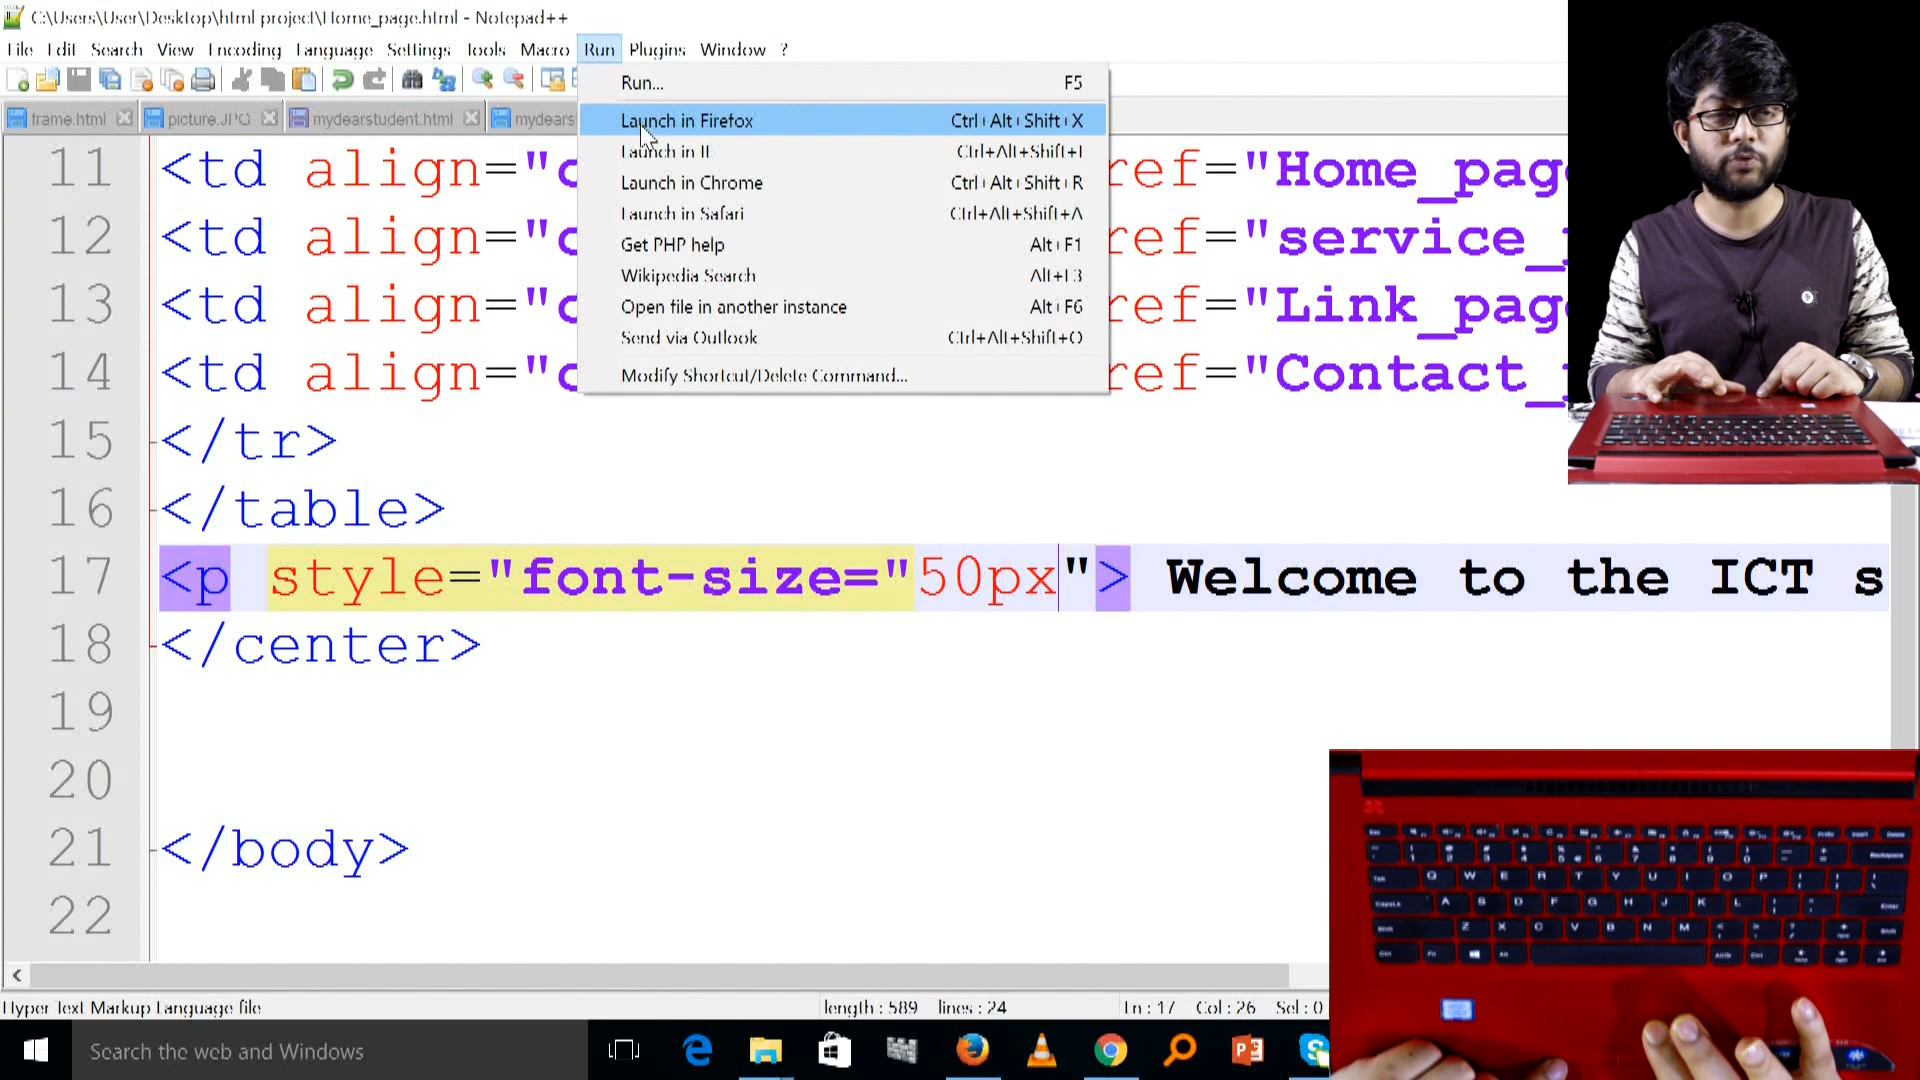 C:\Users\User\Desktop\html project\Home_page.html - Notepad++
File Edit Search View Encoding Language Settings Tools Macro Run Plugins Window ?
frame.html picture.JPG mydearstudent.html mydears
Run... F5
Launch in Firefox Ctrl+Alt+Shift+X
Launch in IE Ctrl+Alt+Shift+I
Launch in Chrome Ctrl+Alt+Shift+R
Launch in Safari Ctrl+Alt+Shift+A
Get PHP help Alt+F1
Wikipedia Search Alt+F3
Open file in another instance Alt+F6
Send via Outlook Ctrl+Alt+Shift+O
Modify Shortcut/Delete Command...
11 <td align="c ref="Home_page
12 <td align="c ref="service_
13 <td align="c ref="Link_page
14 <td align="c ref="Contact_
15 </tr>
16 </table>
17 <p style="font-size="50px"> Welcome to the ICT s
18 </center>
19
20
21 </body>
22
Hyper Text Markup Language file length : 589 lines : 24 Ln : 17 Col : 26 Sel : 0
Search the web and Windows